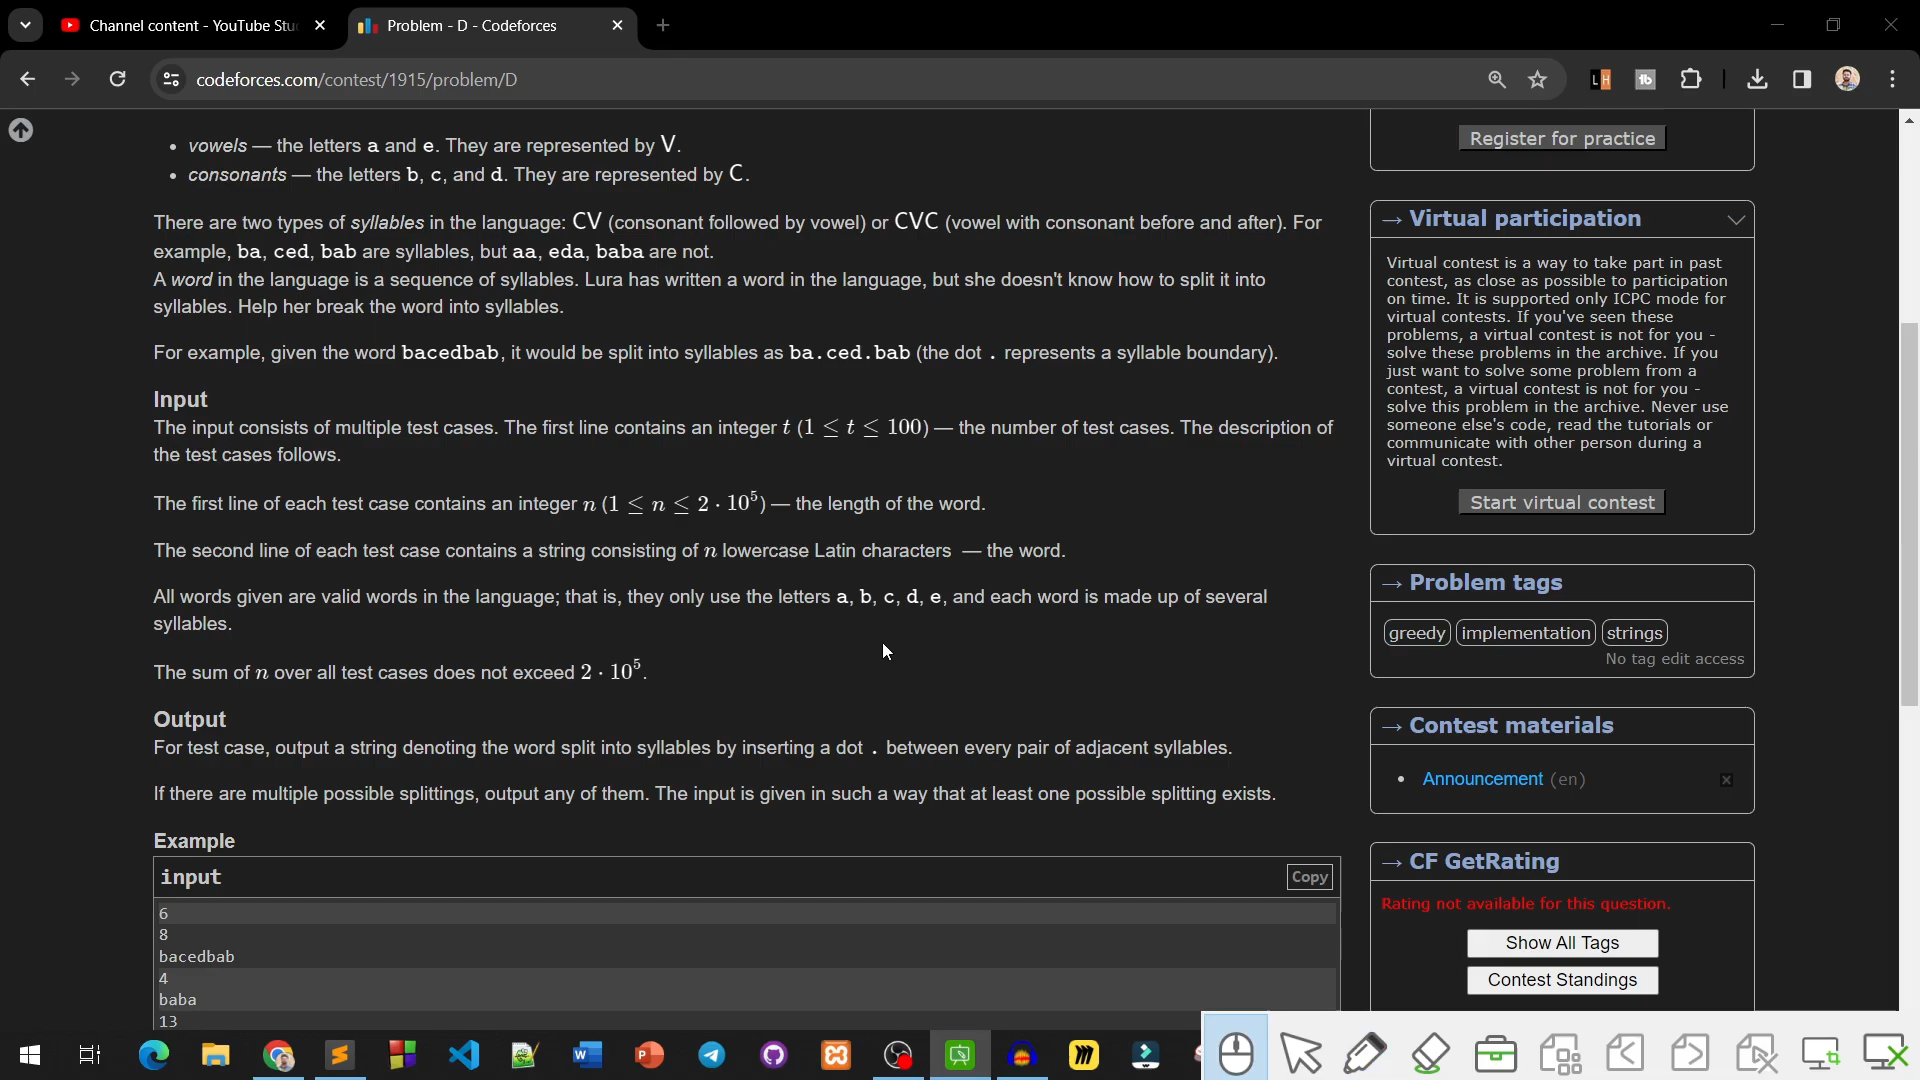 Channel content - YouTube Stu
Problem - D - Codeforces
codeforces.com/contest/1915/problem/D
• vowels — the letters a and e. They are represented by V.
• consonants — the letters b, c, and d. They are represented by C.
There are two types of syllables in the language: CV (consonant followed by vowel) or CVC (vowel with consonant before and after). For
example, ba, ced, bab are syllables, but aa, eda, baba are not.
A word in the language is a sequence of syllables. Lura has written a word in the language, but she doesn't know how to split it into
syllables. Help her break the word into syllables.
For example, given the word bacedbab, it would be split into syllables as ba.ced.bab (the dot . represents a syllable boundary).
Input
The input consists of multiple test cases. The first line contains an integer t (1 ≤ t ≤ 100) — the number of test cases. The description of
the test cases follows.
The first line of each test case contains an integer n (1 ≤ n ≤ 2 · 10⁵) — the length of the word.
The second line of each test case contains a string consisting of n lowercase Latin characters — the word.
All words given are valid words in the language; that is, they only use the letters a, b, c, d, e, and each word is made up of several
syllables.
The sum of n over all test cases does not exceed 2 · 10⁵.
Output
For test case, output a string denoting the word split into syllables by inserting a dot . between every pair of adjacent syllables.
If there are multiple possible splittings, output any of them. The input is given in such a way that at least one possible splitting exists.
Example
input
Copy
6
8
bacedbab
4
baba
13
Register for practice
→ Virtual participation
Virtual contest is a way to take part in past
contest, as close as possible to participation
on time. It is supported only ICPC mode for
virtual contests. If you've seen these
problems, a virtual contest is not for you -
solve these problems in the archive. If you
just want to solve some problem from a
contest, a virtual contest is not for you -
solve this problem in the archive. Never use
someone else's code, read the tutorials or
communicate with other person during a
virtual contest.
Start virtual contest
→ Problem tags
greedy implementation strings
No tag edit access
→ Contest materials
• Announcement (en)
→ CF GetRating
Rating not available for this question.
Show All Tags
Contest Standings